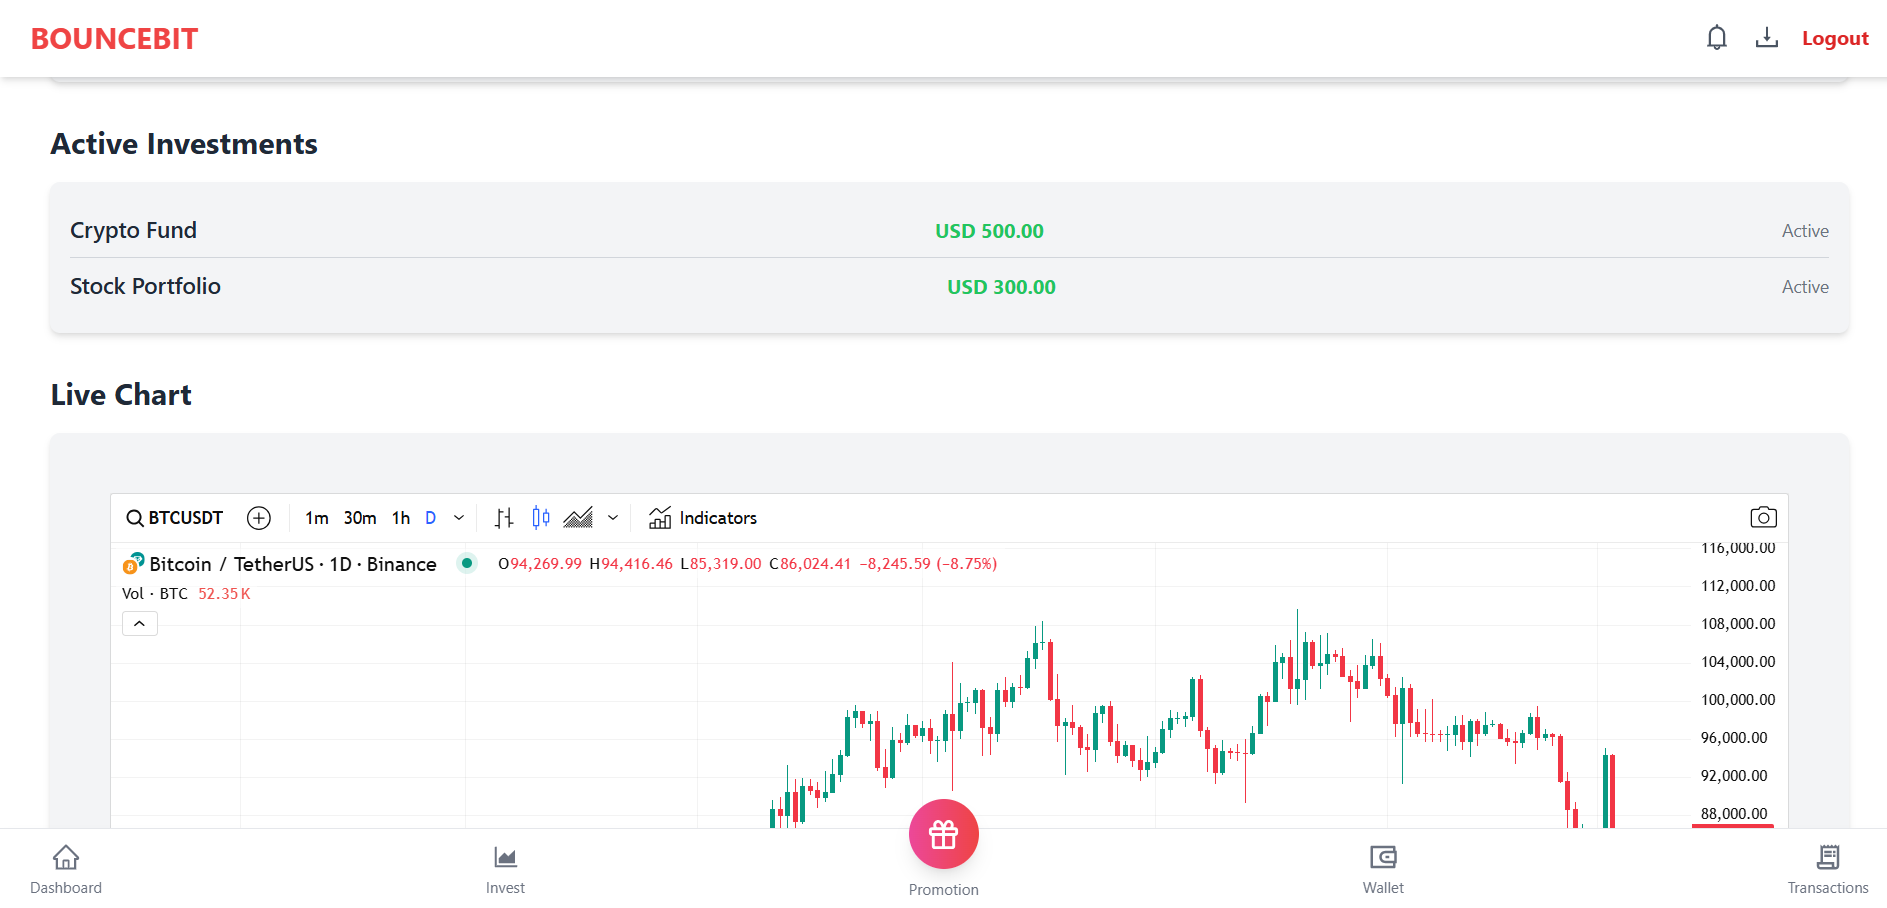 BOUNCEBIT
Logout
Active Investments
Crypto Fund USD 500.00 Active
Stock Portfolio USD 300.00 Active
Live Chart
BTCUSDT 1m 30m 1h D Indicators
Bitcoin / TetherUS · 1D · Binance O94,269.99 H94,416.46 L85,319.00 C86,024.41 −8,245.59 (−8.75%)
Vol · BTC 52.35K
116,000.00
112,000.00
108,000.00
104,000.00
100,000.00
96,000.00
92,000.00
88,000.00
Dashboard Invest Promotion Wallet Transactions